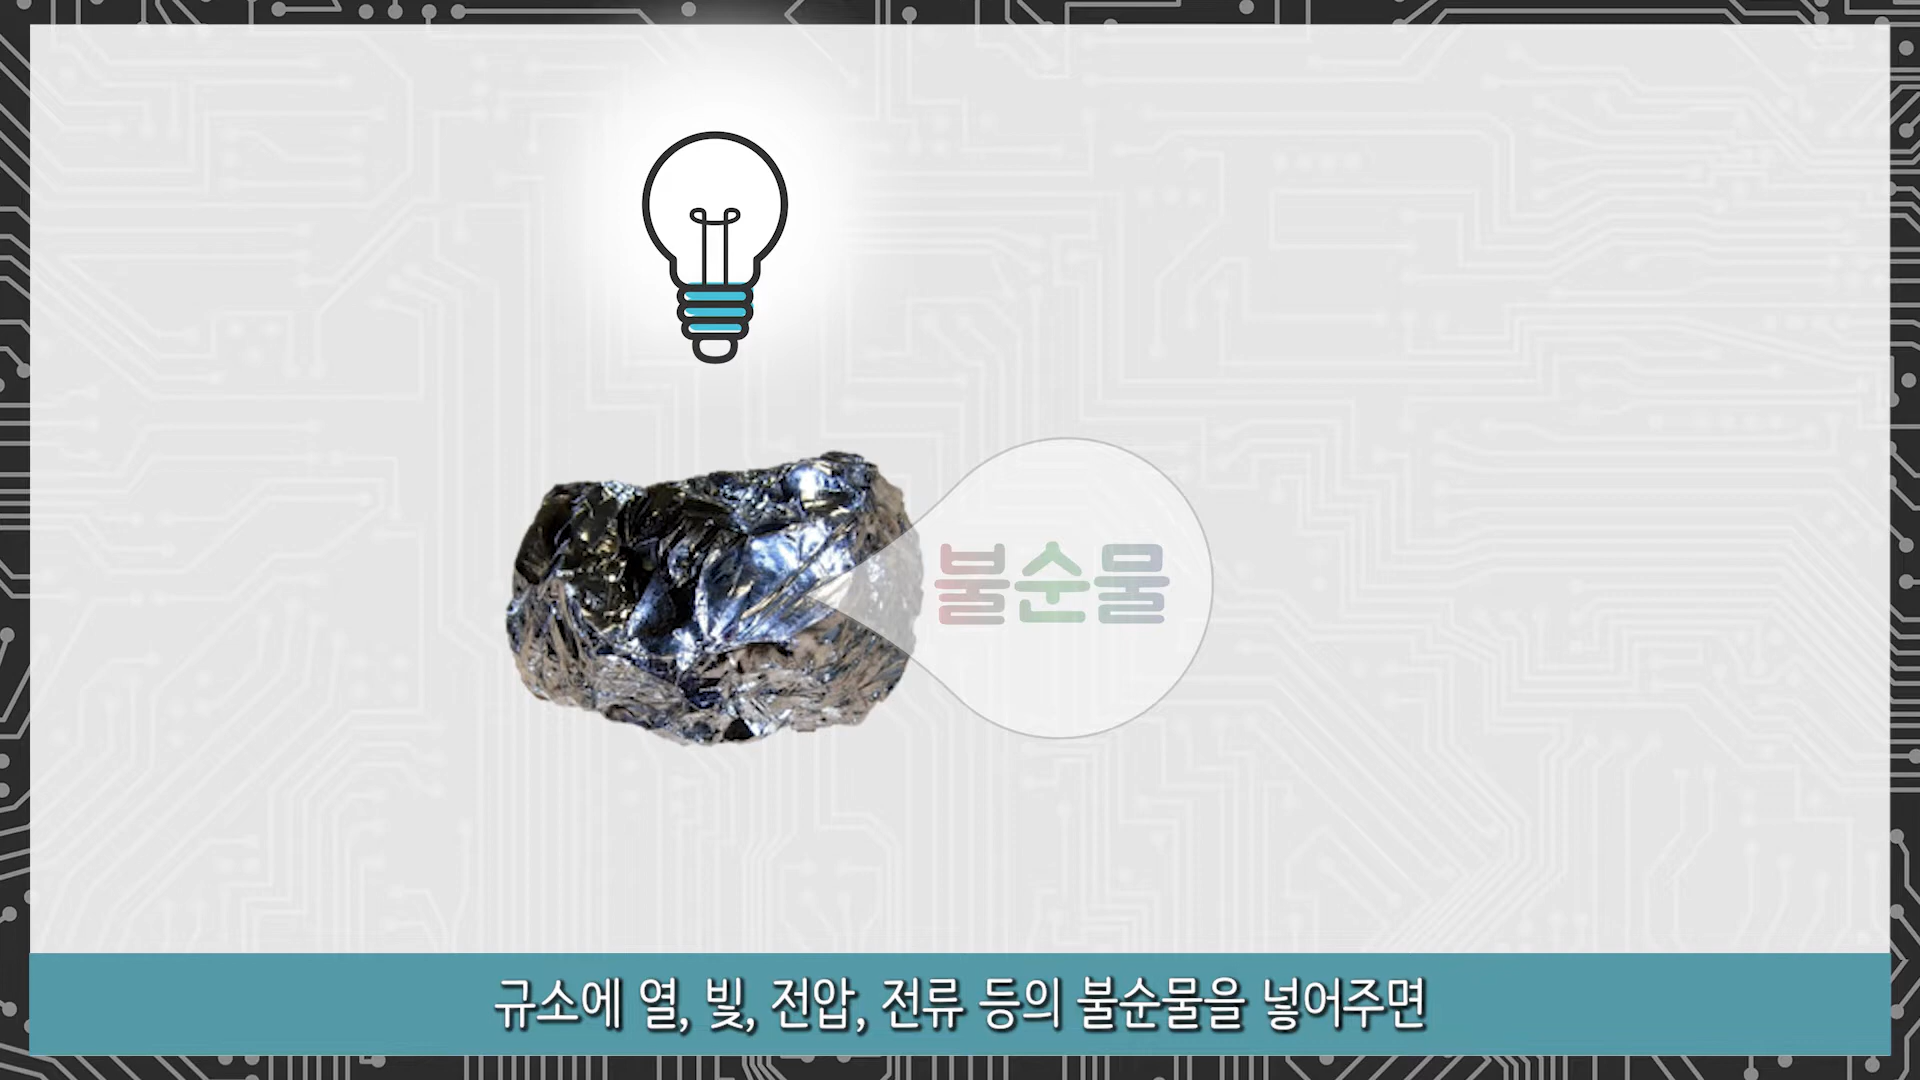 불순물
규소에 열, 빛, 전압, 전류 등의 불순물을 넣어주면